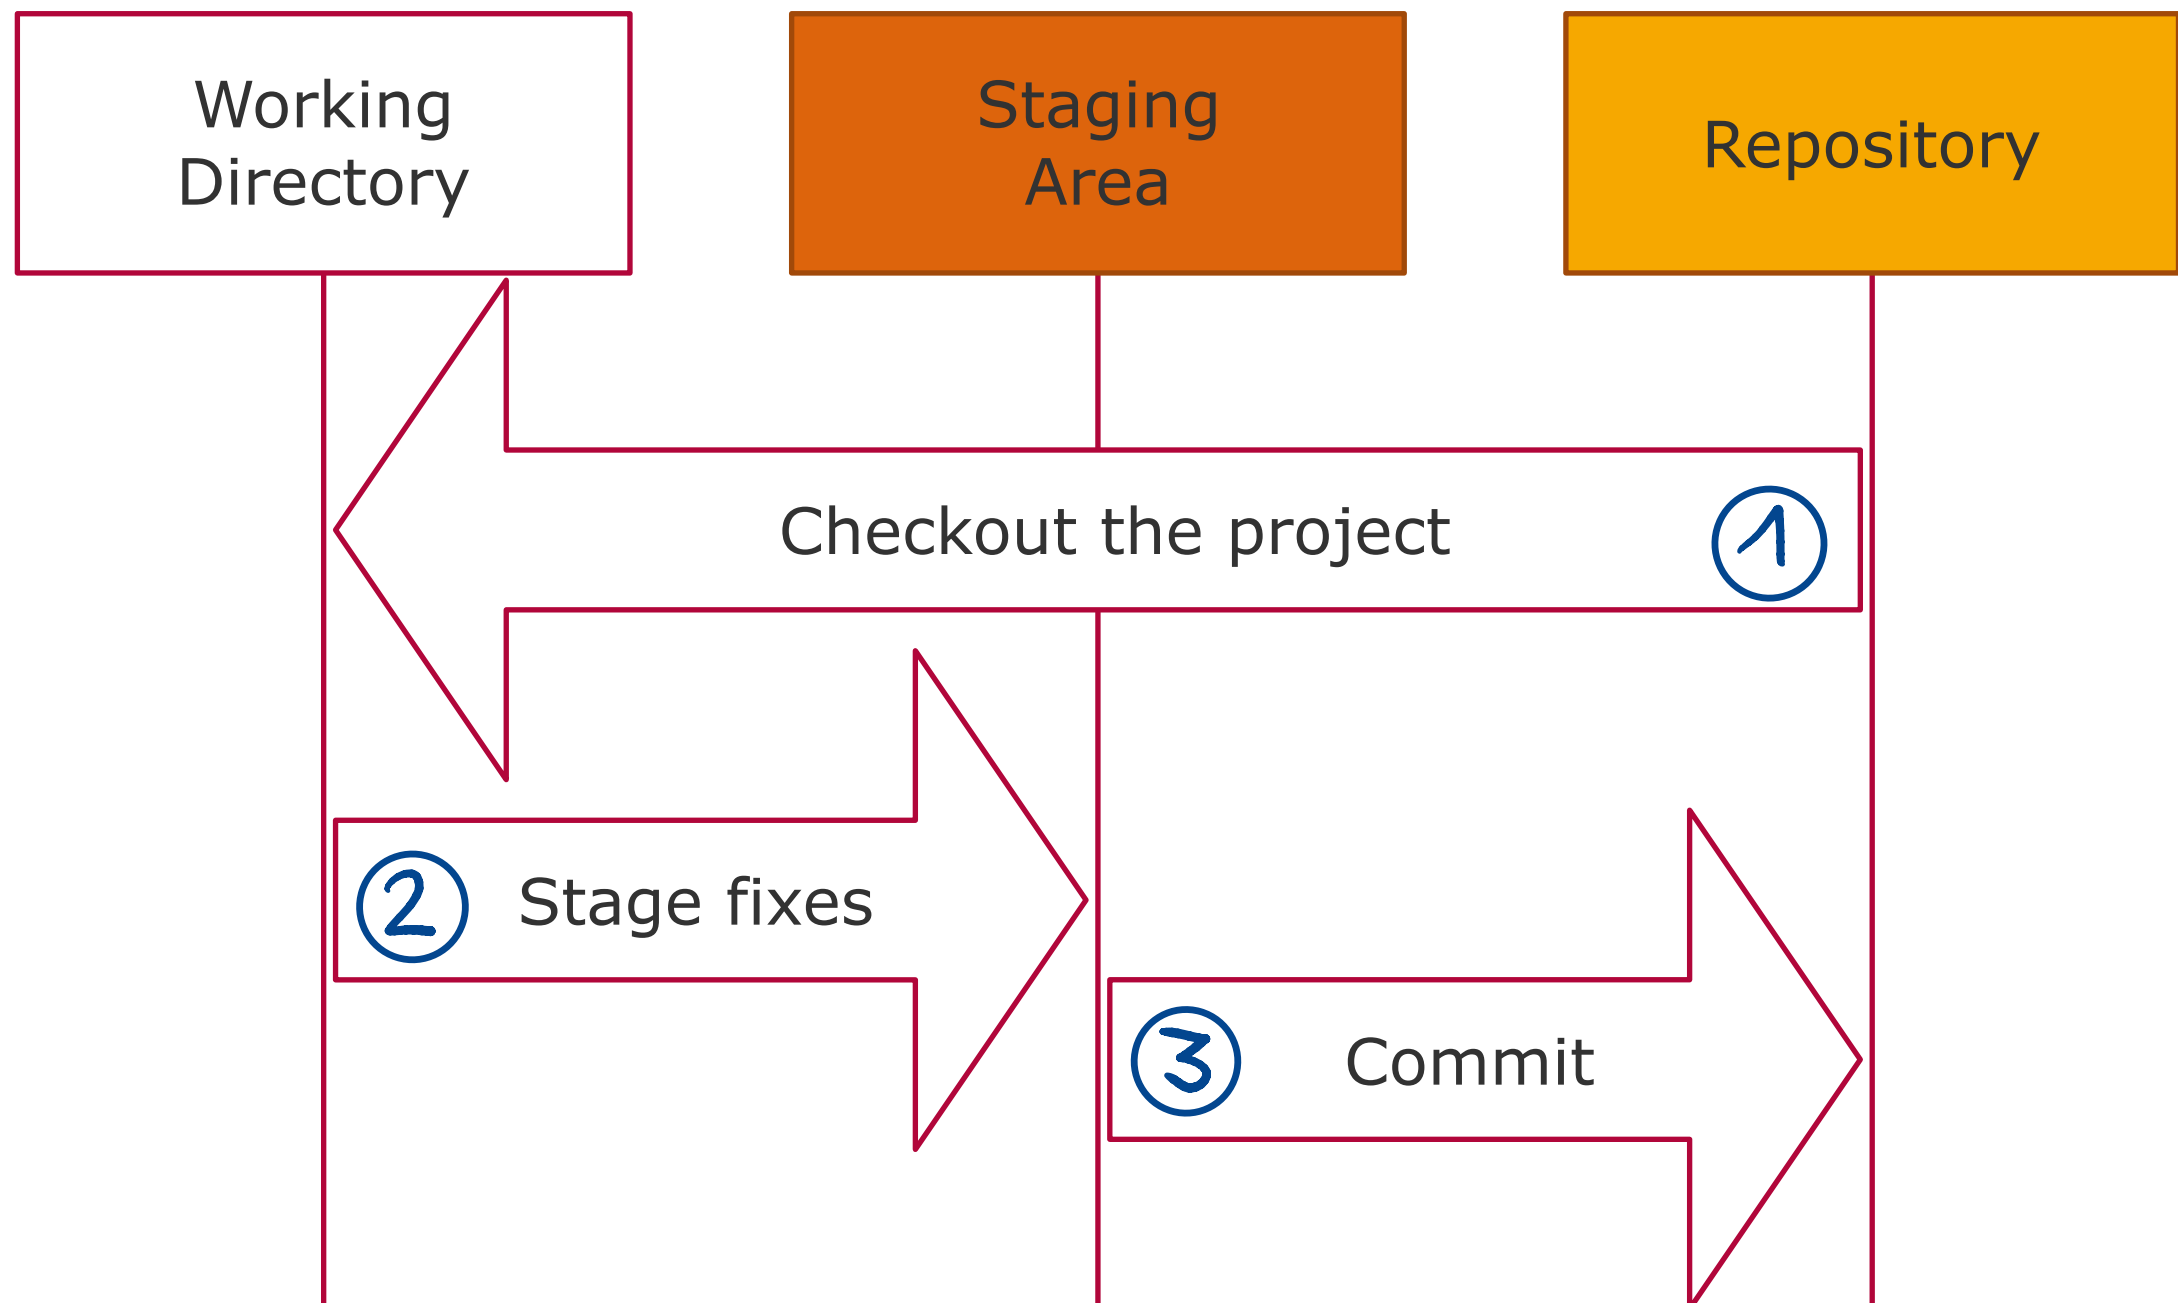 Working
Directory
Staging
Area
Repository
Checkout the project
1
2
Stage fixes
3
Commit